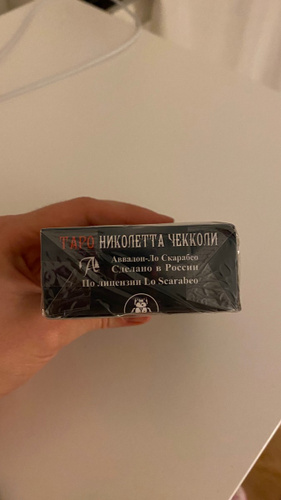 ТАРО НИКОЛЕТТА ЧЕККОЛИ
Аввалон-Ло Скарабео
Сделано в России
По лицензии Lo Scarabeo